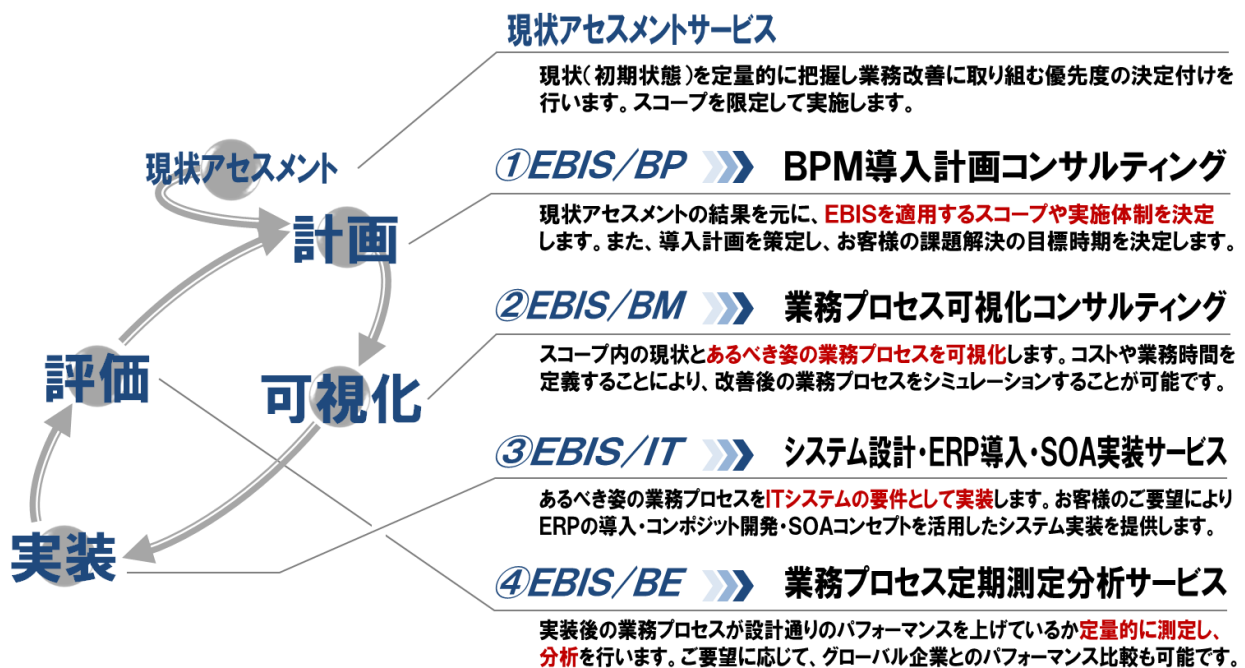 現状アセスメントサービス
現状(初期状態)を定量的に把握し業務改善に取り組む優先度の決定付けを
行います。スコープを限定して実施します。
現状アセスメント
①EBIS/BP
BPM導入計画コンサルティング
計画
現状アセスメントの結果を元に、EBISを適用するスコープや実施体制を決定
します。また、導入計画を策定し、お客様の課題解決の目標時期を決定します。
②EBIS/BM
業務プロセス可視化コンサルティング
評価
可視化
スコープ内の現状とあるべき姿の業務プロセスを可視化します。コストや業務時間を
定義することにより、改善後の業務プロセスをシミュレーションすることが可能です。
③EBIS/IT
システム設計・ERP導入・SOA実装サービス
あるべき姿の業務プロセスをITシステムの要件として実装します。お客様のご要望により
ERPの導入・コンポジット開発・SOAコンセプトを活用したシステム実装を提供します。
実装
④EBIS/BE
業務プロセス定期測定分析サービス
実装後の業務プロセスが設計通りのパフォーマンスを上げているか定量的に測定し、
分析を行います。ご要望に応じて、グローバル企業とのパフォーマンス比較も可能です。